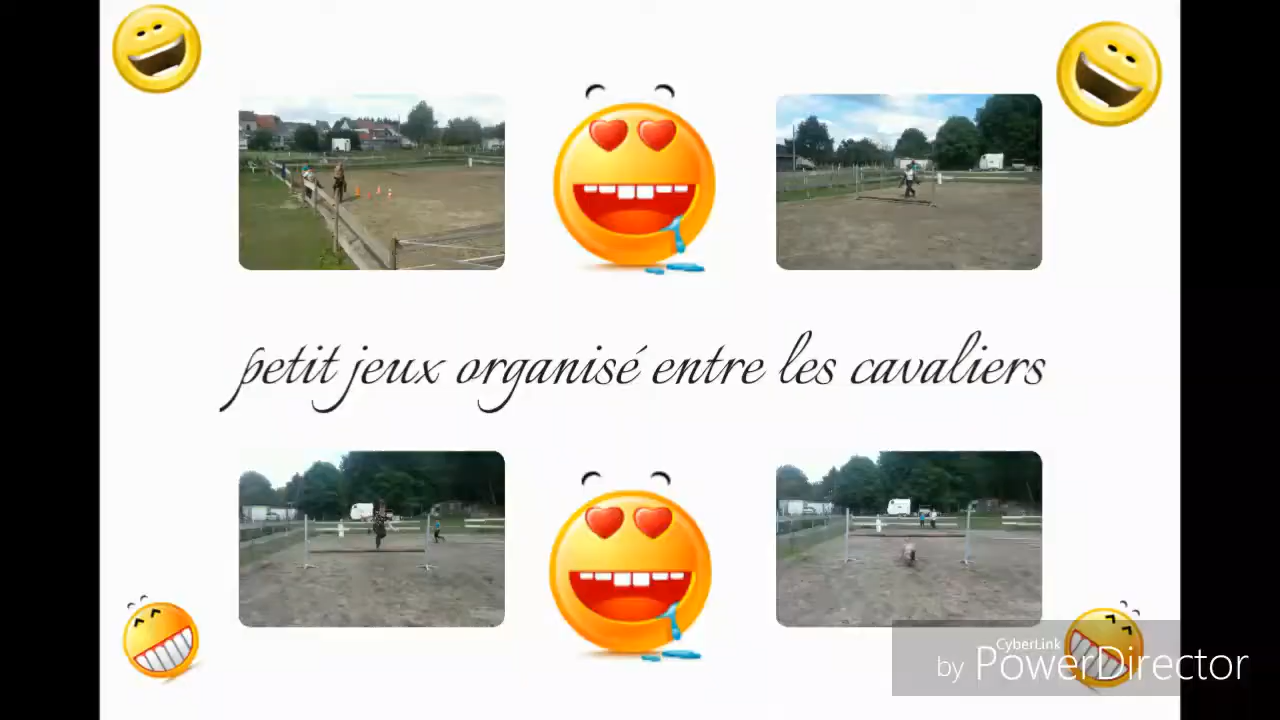 petit jeux organisé entre les cavaliers
CyberLink
by PowerDirector